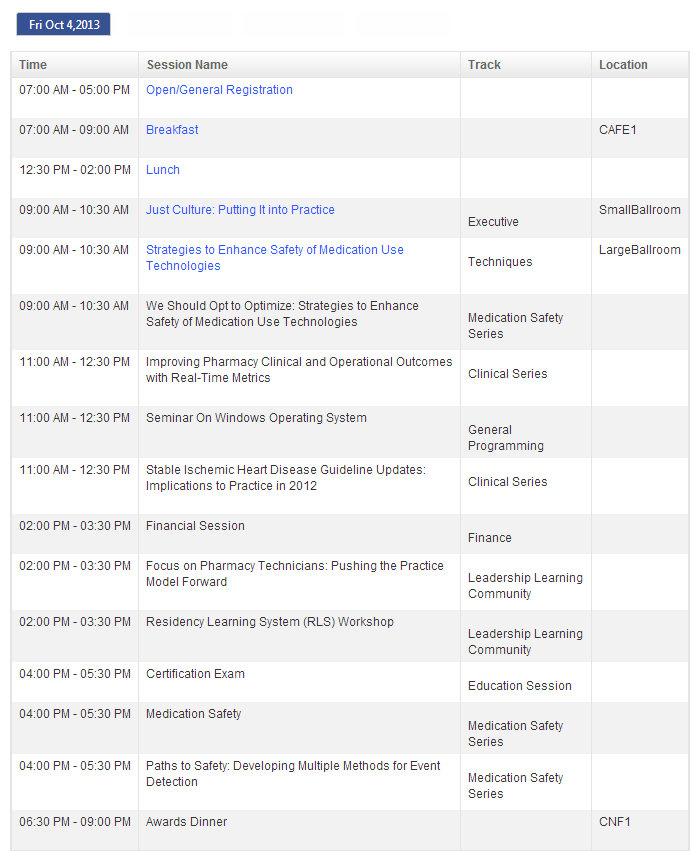 Fri Oct 4,2013
Time Session Name Track Location
07:00 AM - 05:00 PM Open/General Registration
07:00 AM - 09:00 AM Breakfast CAFE1
12:30 PM - 02:00 PM Lunch
09:00 AM - 10:30 AM Just Culture: Putting It into Practice SmallBallroom
Executive
09:00 AM - 10:30 AM Strategies to Enhance Safety of Medication Use LargeBallroom
Technologies Techniques
09:00 AM - 10:30 AM We Should Opt to Optimize: Strategies to Enhance
Safety of Medication Use Technologies Medication Safety
Series
11:00 AM - 12:30 PM Improving Pharmacy Clinical and Operational Outcomes
with Real-Time Metrics Clinical Series
11:00 AM - 12:30 PM Seminar On Windows Operating System
General
Programming
11:00 AM - 12:30 PM Stable Ischemic Heart Disease Guideline Updates:
Implications to Practice in 2012 Clinical Series
02:00 PM - 03:30 PM Financial Session
Finance
02:00 PM - 03:30 PM Focus on Pharmacy Technicians: Pushing the Practice
Model Forward Leadership Learning
Community
02:00 PM - 03:30 PM Residency Learning System (RLS) Workshop
Leadership Learning
Community
04:00 PM - 05:30 PM Certification Exam
Education Session
04:00 PM - 05:30 PM Medication Safety
Medication Safety
Series
04:00 PM - 05:30 PM Paths to Safety: Developing Multiple Methods for Event
Detection Medication Safety
Series
06:30 PM - 09:00 PM Awards Dinner CNF1